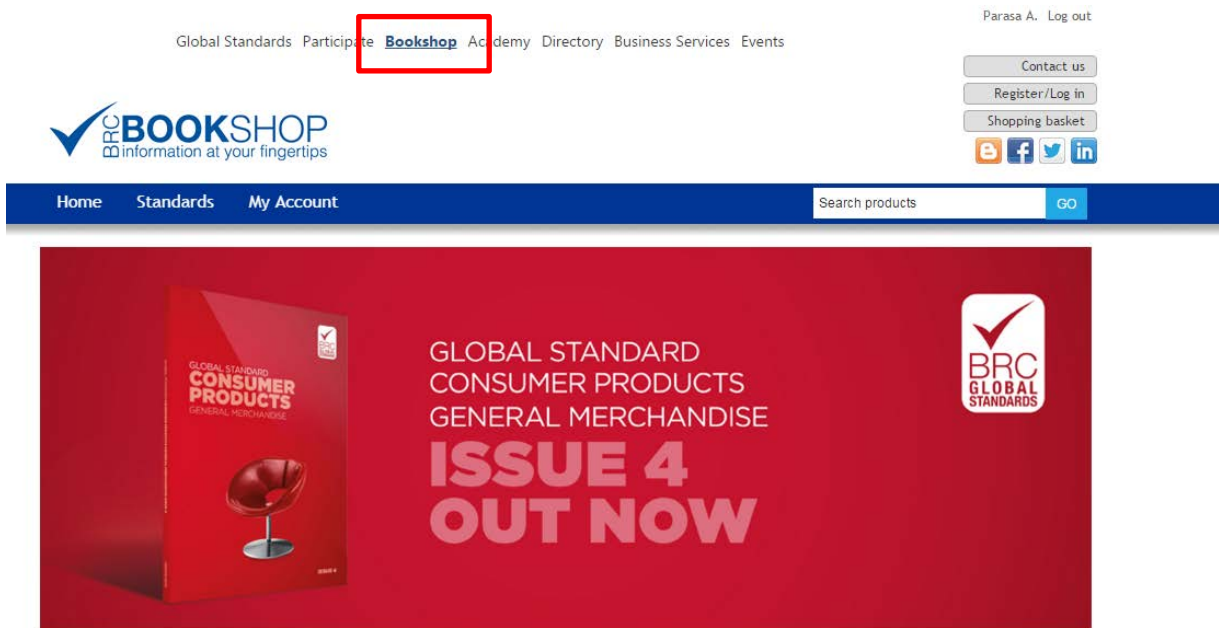 Parasa A. Log out
Global Standards Participate Bookshop Academy Directory Business Services Events
Contact us
Register/Log in
Shopping basket
BRC BOOKSHOP
information at your fingertips
Home Standards My Account
Search products GO
GLOBAL STANDARD
CONSUMER
PRODUCTS
GENERAL MERCHANDISE
ISSUE 4
GLOBAL STANDARD
CONSUMER PRODUCTS
GENERAL MERCHANDISE
ISSUE 4
OUT NOW
BRC
GLOBAL
STANDARDS